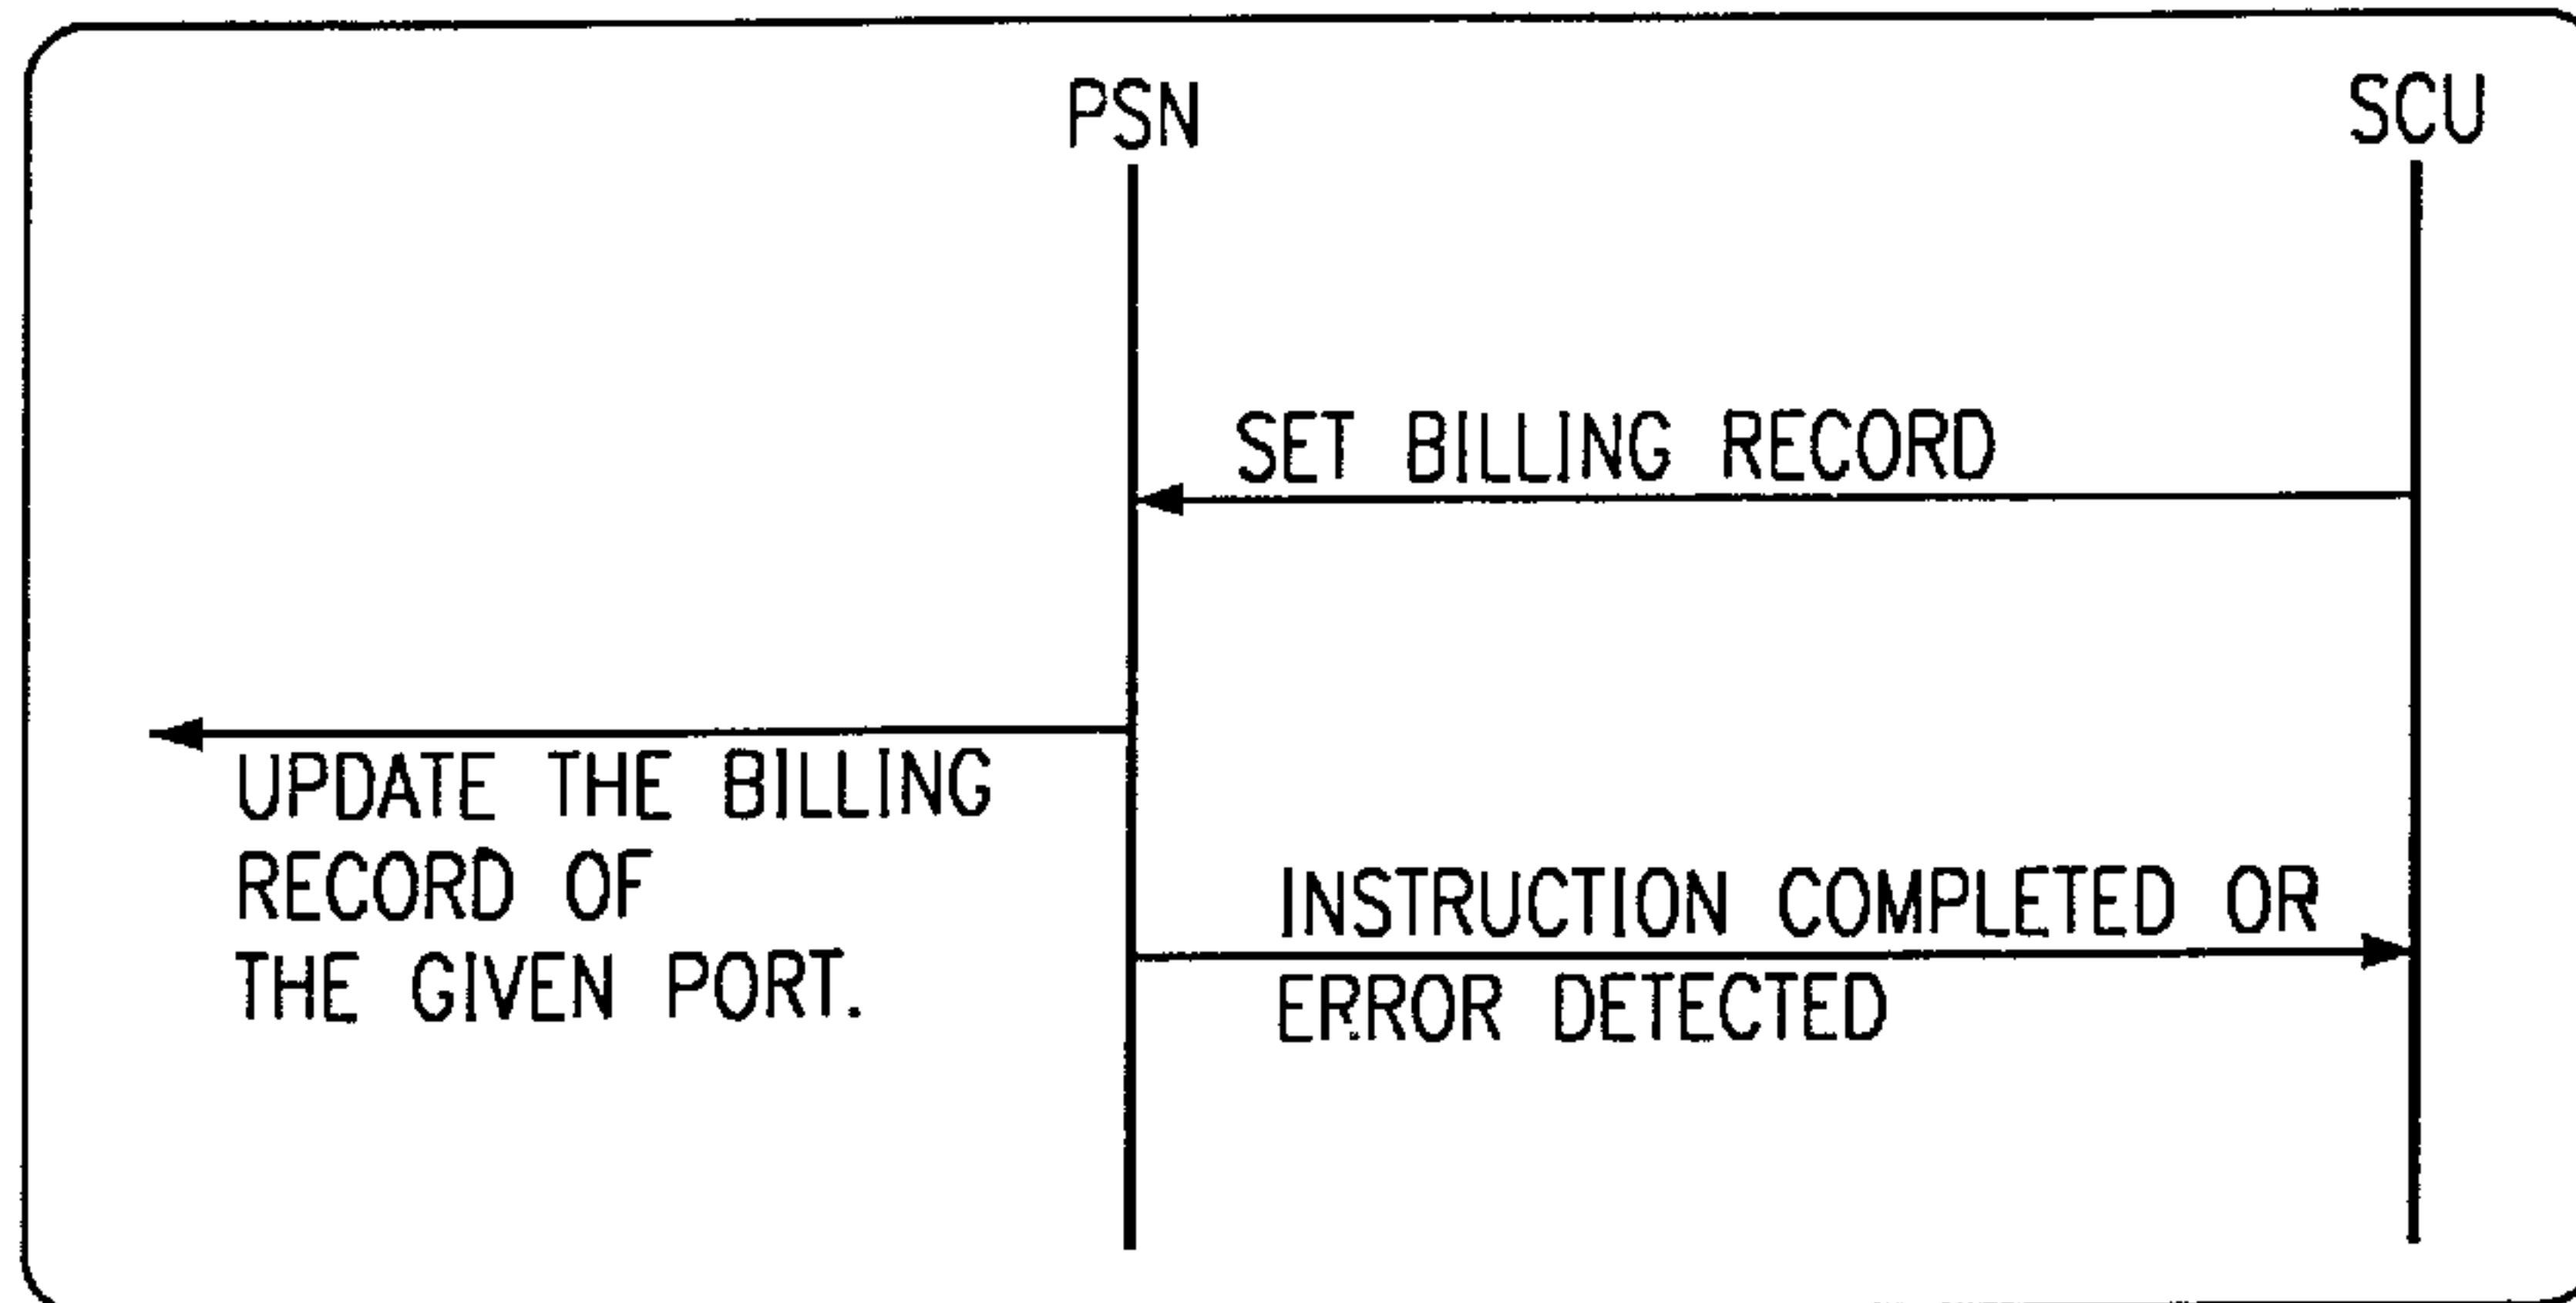 PSN
SCU
SET BILLING RECORD
UPDATE THE BILLING
RECORD OF
THE GIVEN PORT.
INSTRUCTION COMPLETED OR
ERROR DETECTED